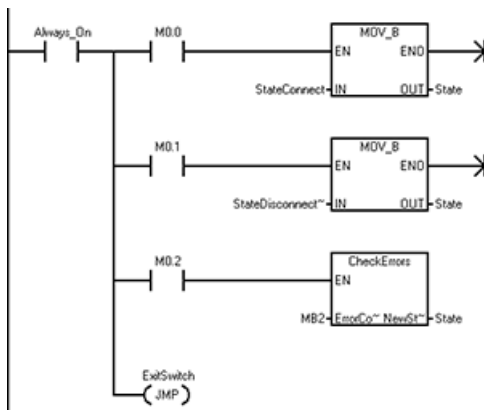 Always_On M0.0 MOV_B
EN ENO
StateConnect IN OUT State
M0.1 MOV_B
EN ENO
StateDisconnect~ IN OUT State
M0.2 CheckErrors
EN
MB2 ErrorCo~ NewSt~ State
ExitSwitch
JMP